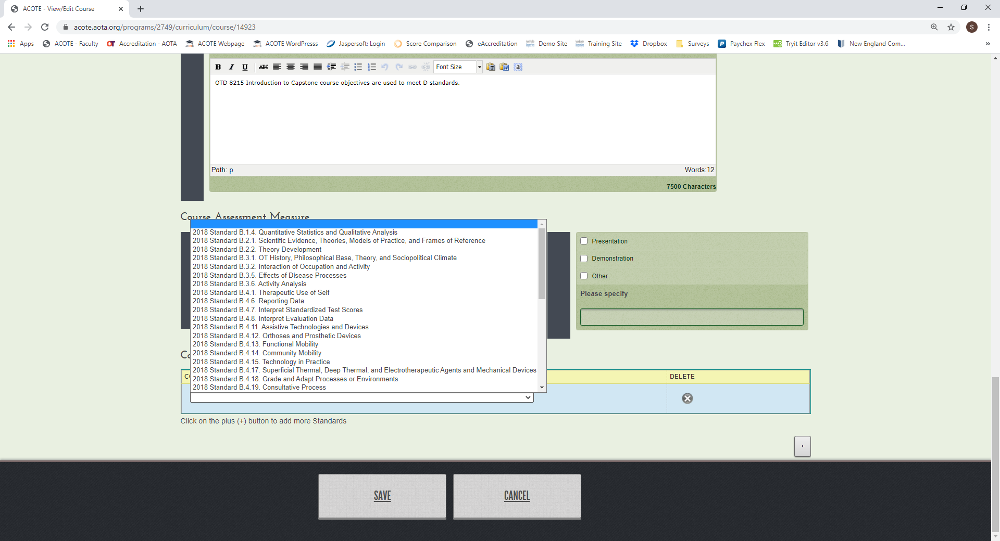 ACOTE - View/Edit Course
acote.aota.org/programs/2749/curriculum/course/14923
S
Apps ACOTE - Faculty Accreditation - AOTA ACOTE Webpage ACOTE WordPresss Jaspersoft: Login Score Comparison eAccreditation Demo Site Training Site Dropbox Surveys Paychex Flex Tryit Editor v3.6 New England Com... »
B I U ABC Font Size
OTD 8215 Introduction to Capstone course objectives are used to meet D standards.
Path: p Words:12
7500 Characters
Course Assessment Measure
2018 Standard B.1.4. Quantitative Statistics and Qualitative Analysis
2018 Standard B.2.1. Scientific Evidence, Theories, Models of Practice, and Frames of Reference
2018 Standard B.2.2. Theory Development
2018 Standard B.3.1. OT History, Philosophical Base, Theory, and Sociopolitical Climate
2018 Standard B.3.2. Interaction of Occupation and Activity
2018 Standard B.3.5. Effects of Disease Processes
2018 Standard B.3.6. Activity Analysis
2018 Standard B.4.1. Therapeutic Use of Self
2018 Standard B.4.6. Reporting Data
2018 Standard B.4.7. Interpret Standardized Test Scores
2018 Standard B.4.8. Interpret Evaluation Data
2018 Standard B.4.11. Assistive Technologies and Devices
2018 Standard B.4.12. Orthoses and Prosthetic Devices
2018 Standard B.4.13. Functional Mobility
2018 Standard B.4.14. Community Mobility
2018 Standard B.4.15. Technology in Practice
2018 Standard B.4.17. Superficial Thermal, Deep Thermal, and Electrotherapeutic Agents and Mechanical Devices
2018 Standard B.4.18. Grade and Adapt Processes or Environments
2018 Standard B.4.19. Consultative Process
Presentation
Demonstration
Other
Please specify
DELETE
Click on the plus (+) button to add more Standards
+
SAVE CANCEL